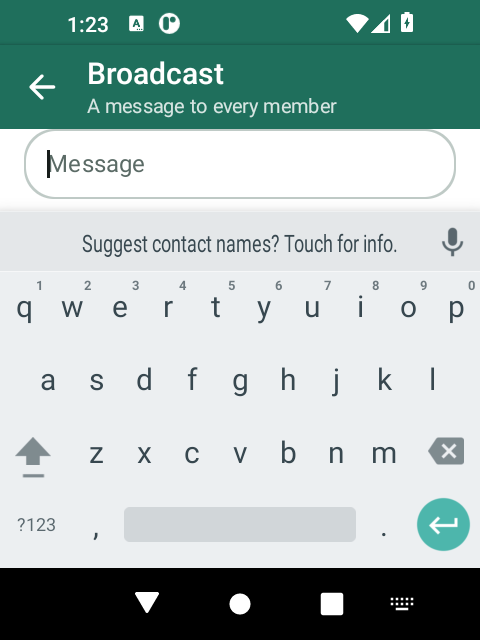 1:23
Broadcast
A message to every member
Message
Suggest contact names? Touch for info.
1 2 3 4 5 6 7 8 9 0
q w e r t y u i o p
a s d f g h j k l
z x c v b n m
?123 , .